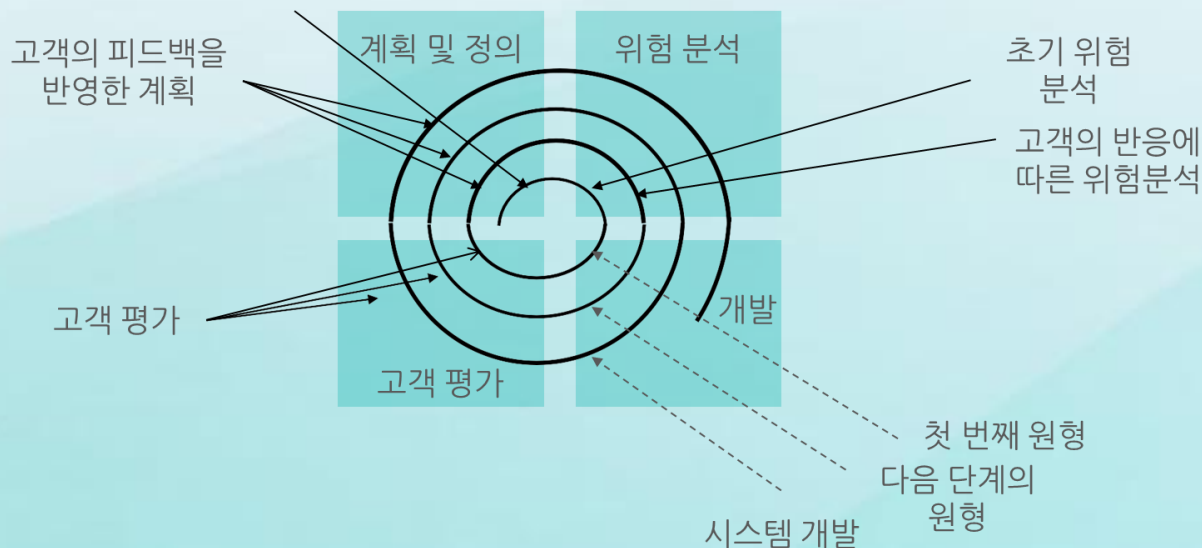 고객의 피드백을
반영한 계획
계획 및 정의
위험 분석
초기 위험
분석
고객의 반응에
따른 위험분석
고객 평가
고객 평가
개발
첫 번째 원형
다음 단계의
원형
시스템 개발